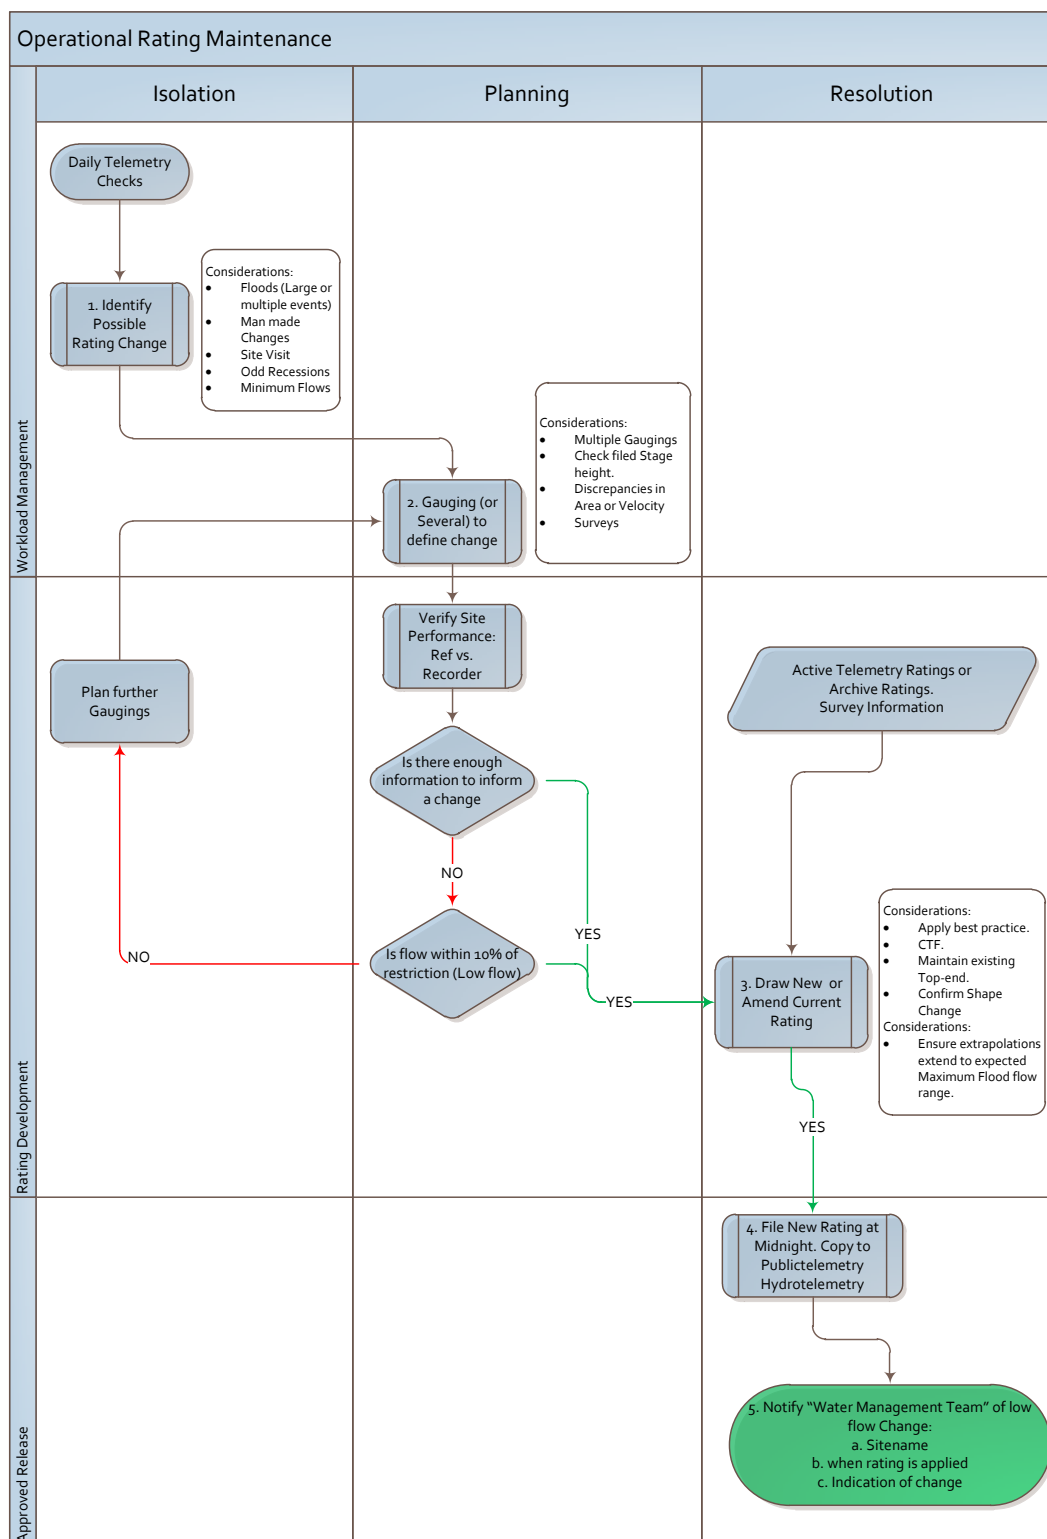 Operational Rating Maintenance
Isolation
Planning
Resolution
Workload Management
Daily Telemetry
Checks
1. Identify
Possible
Rating Change
Considerations:
• Floods (Large or
multiple events)
• Man made
Changes
• Site Visit
• Odd Recessions
• Minimum Flows
2. Gauging (or
Several) to
define change
Considerations:
• Multiple Gaugings
• Check filed Stage
height.
• Discrepancies in
Area or Velocity
• Surveys
Rating Development
Plan further
Gaugings
Verify Site
Performance:
Ref vs.
Recorder
Is there enough
information to inform
a change
NO
YES
Is flow within 10% of
restriction (Low flow)
NO
YES
Active Telemetry Ratings or
Archive Ratings.
Survey Information
3. Draw New or
Amend Current
Rating
Considerations:
• Apply best practice.
• CTF.
• Maintain existing
Top-end.
• Confirm Shape
Change
Considerations:
• Ensure extrapolations
extend to expected
Maximum Flood flow
range.
YES
Approved Release
4. File New Rating at
Midnight. Copy to
Publictelemetry
Hydrotelemetry
5. Notify “Water Management Team” of low
flow Change:
a. Sitename
b. when rating is applied
c. Indication of change